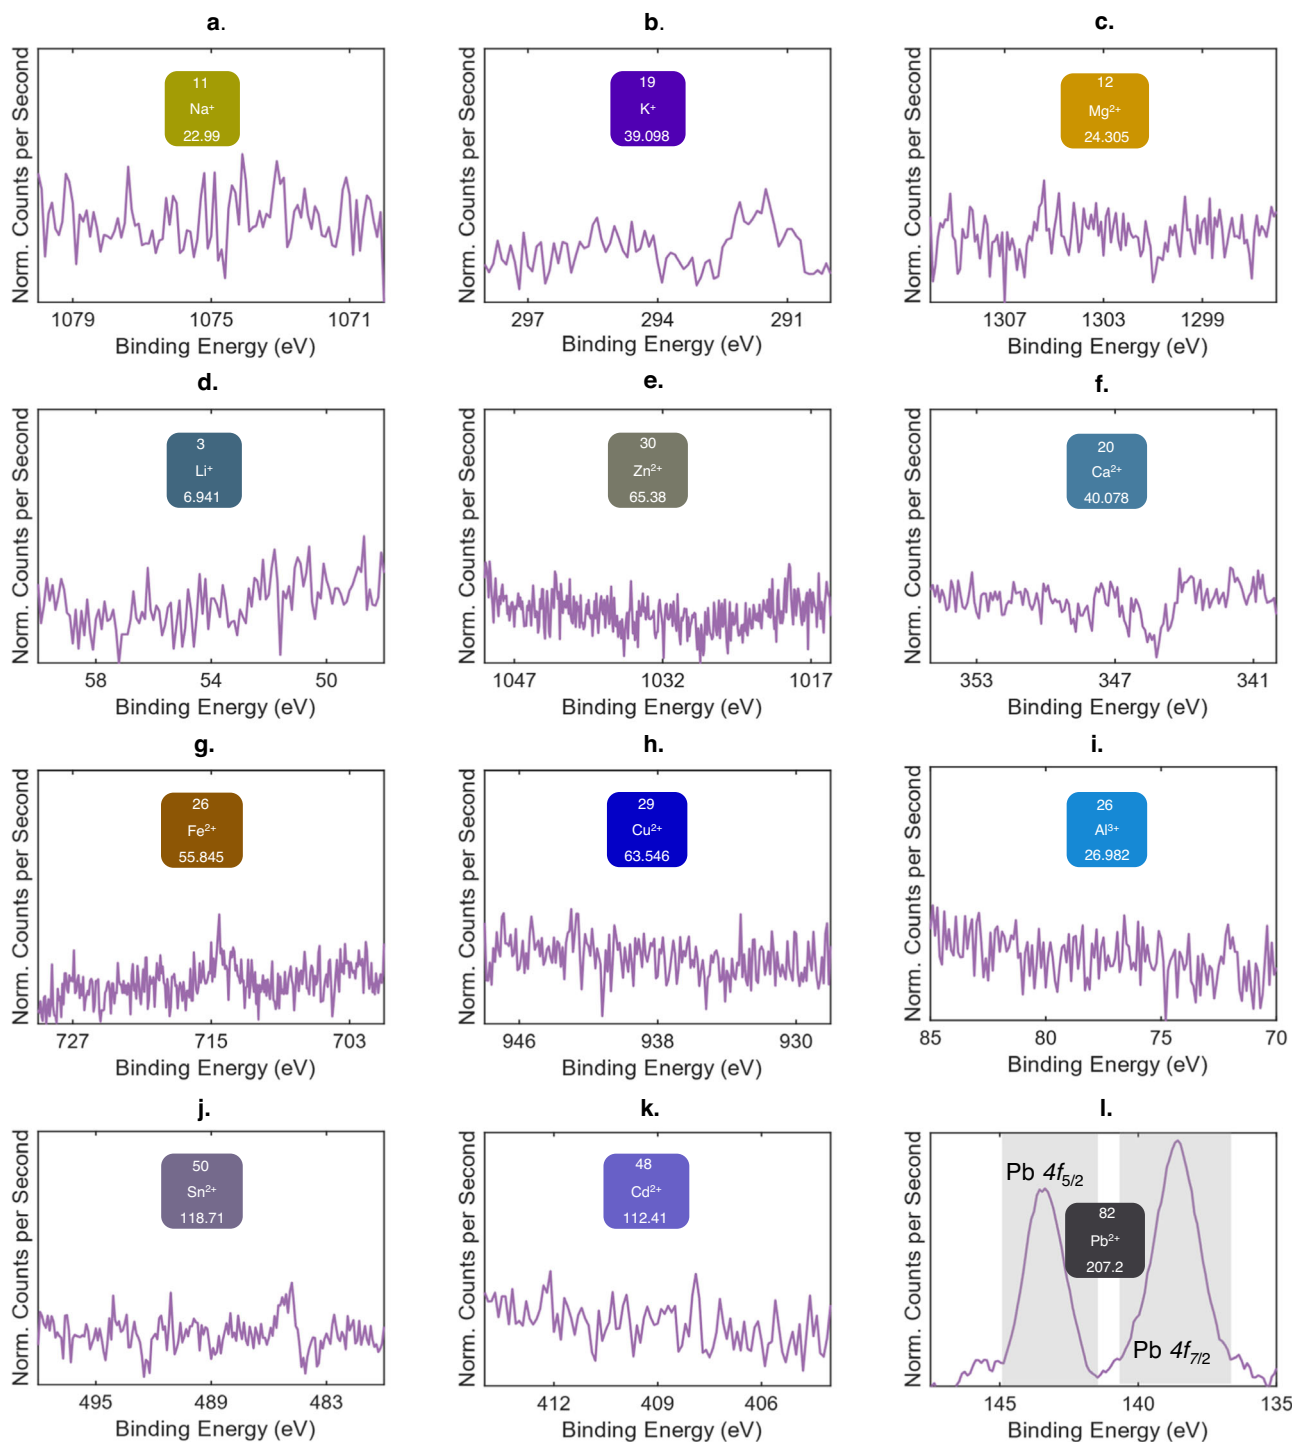 a.
Norm. Counts per Second
11
Na⁺
22.99
1079 1075 1071
Binding Energy (eV)
b.
Norm. Counts per Second
19
K⁺
39.098
297 294 291
Binding Energy (eV)
c.
Norm. Counts per Second
12
Mg²⁺
24.305
1307 1303 1299
Binding Energy (eV)
d.
Norm. Counts per Second
3
Li⁺
6.941
58 54 50
Binding Energy (eV)
e.
Norm. Counts per Second
30
Zn²⁺
65.38
1047 1032 1017
Binding Energy (eV)
f.
Norm. Counts per Second
20
Ca²⁺
40.078
353 347 341
Binding Energy (eV)
g.
Norm. Counts per Second
26
Fe²⁺
55.845
727 715 703
Binding Energy (eV)
h.
Norm. Counts per Second
29
Cu²⁺
63.546
946 938 930
Binding Energy (eV)
i.
Norm. Counts per Second
26
Al³⁺
26.982
85 80 75 70
Binding Energy (eV)
j.
Norm. Counts per Second
50
Sn²⁺
118.71
495 489 483
Binding Energy (eV)
k.
Norm. Counts per Second
48
Cd²⁺
112.41
412 409 406
Binding Energy (eV)
l.
Norm. Counts per Second
Pb 4f5/2
82
Pb²⁺
207.2
Pb 4f7/2
145 140 135
Binding Energy (eV)